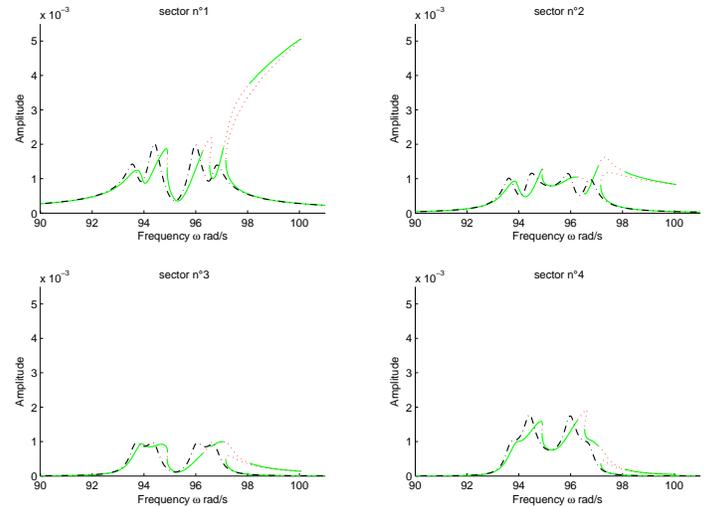 sector n°1
x 10⁻³
5
4
3
2
1
0
Amplitude
90 92 94 96 98 100
Frequency ω rad/s
sector n°2
x 10⁻³
5
4
3
2
1
0
Amplitude
90 92 94 96 98 100
Frequency ω rad/s
sector n°3
x 10⁻³
5
4
3
2
1
0
Amplitude
90 92 94 96 98 100
Frequency ω rad/s
sector n°4
x 10⁻³
5
4
3
2
1
0
Amplitude
90 92 94 96 98 100
Frequency ω rad/s